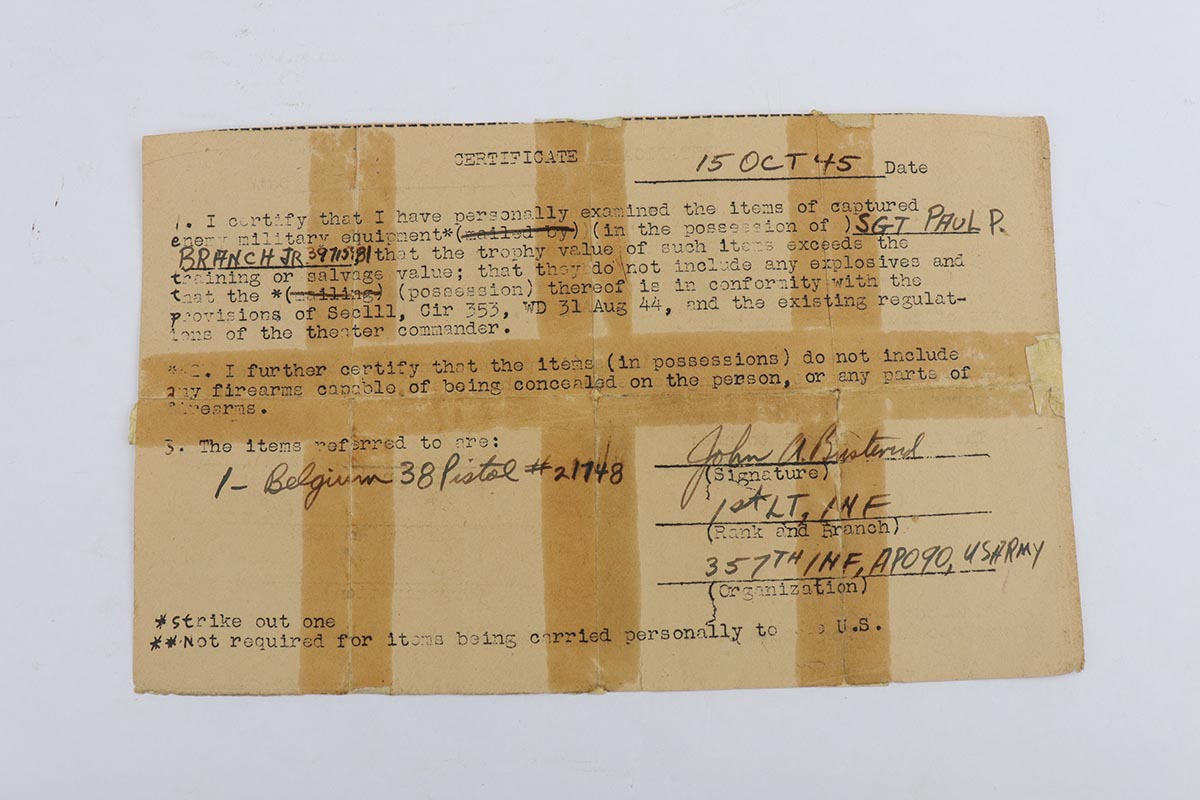 CERTIFICATE
15 OCT 45 Date
1. I certify that I have personally examined the items of captured
enemy military equipment*(mailed by) (in the possession of )SGT PAUL P.
BRANCH JR that the trophy value of such items exceeds the
training or salvage value; that they do not include any explosives and
that the *(mailing) (possession) thereof is in conformity with the
provisions of Sec111, Cir 353, WD 31 Aug 44, and the existing regulat-
ions of the theater commander.
**2. I further certify that the items (in possessions) do not include
any firearms capable of being concealed on the person, or any parts of
firearms.
3. The items referred to are:
1- Belgium 38 Pistol # 21748
John A. Busterud
(Signature)
1st LT, INF
(Rank and Branch)
357TH INF, APO 90, US ARMY
(Organization)
*strike out one
**Not required for items being carried personally to the U.S.